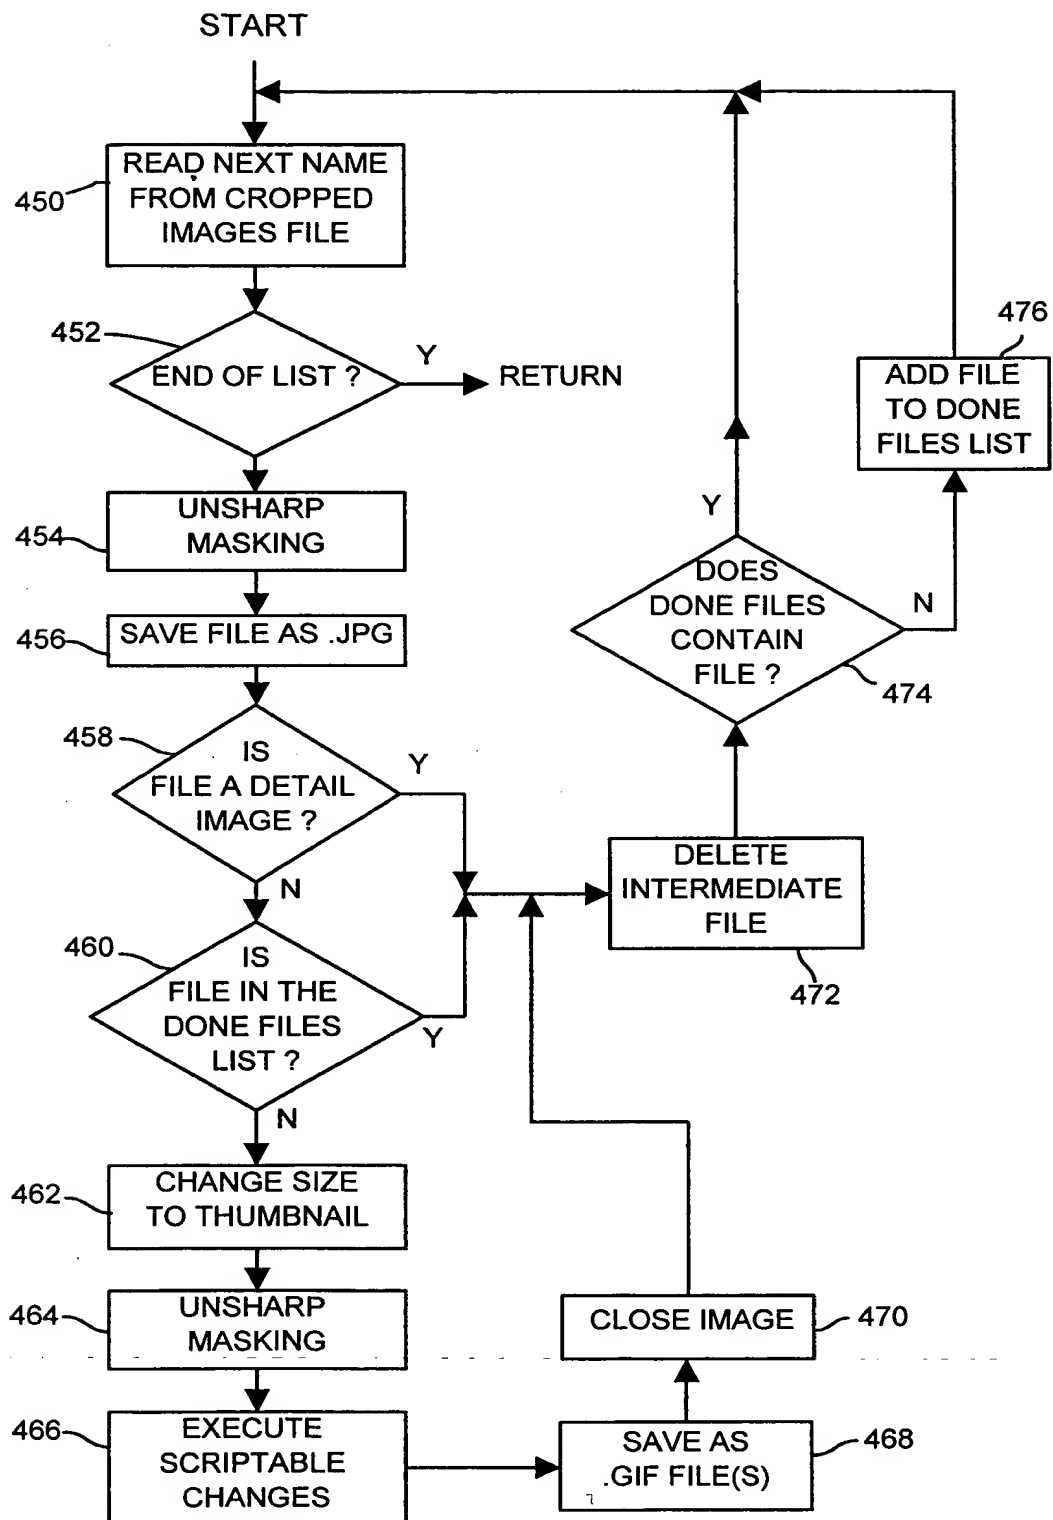 START
READ NEXT NAME
FROM CROPPED
IMAGES FILE
450
452
END OF LIST ?
Y
RETURN
454
UNSHARP
MASKING
456
SAVE FILE AS .JPG
458
IS
FILE A DETAIL
IMAGE ?
Y
N
460
IS
FILE IN THE
DONE FILES
LIST ?
Y
N
462
CHANGE SIZE
TO THUMBNAIL
464
UNSHARP
MASKING
466
EXECUTE
SCRIPTABLE
CHANGES
SAVE AS
.GIF FILE(S)
468
CLOSE IMAGE
470
DELETE
INTERMEDIATE
FILE
472
DOES
DONE FILES
CONTAIN
FILE ?
474
Y
N
476
ADD FILE
TO DONE
FILES LIST